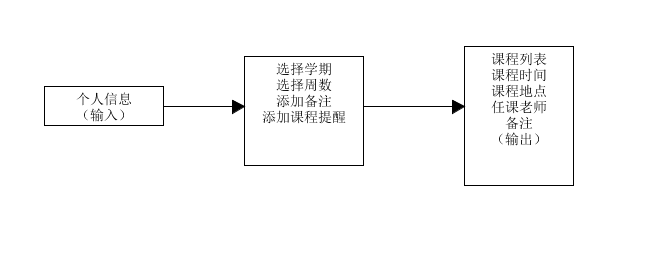 个人信息
（输入）
选择学期
选择周数
添加备注
添加课程提醒
课程列表
课程时间
课程地点
任课老师
备注
（输出）